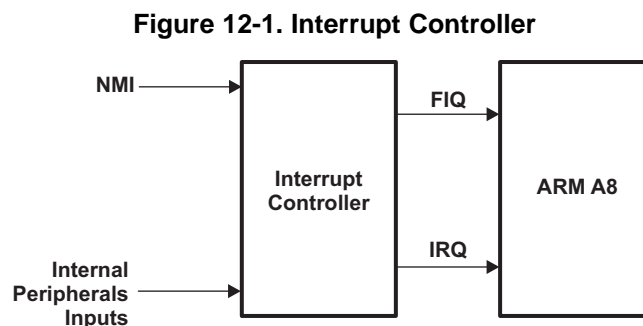 Figure 12-1. Interrupt Controller
NMI
FIQ
Interrupt
Controller
ARM A8
IRQ
Internal
Peripherals
Inputs